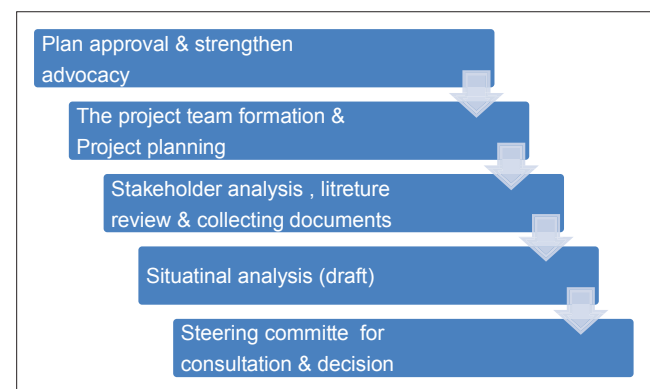 Plan approval & strengthen
advocacy
The project team formation &
Project planning
Stakeholder analysis , litreture
review & collecting documents
Situatinal analysis (draft)
Steering committe  for
consultation & decision